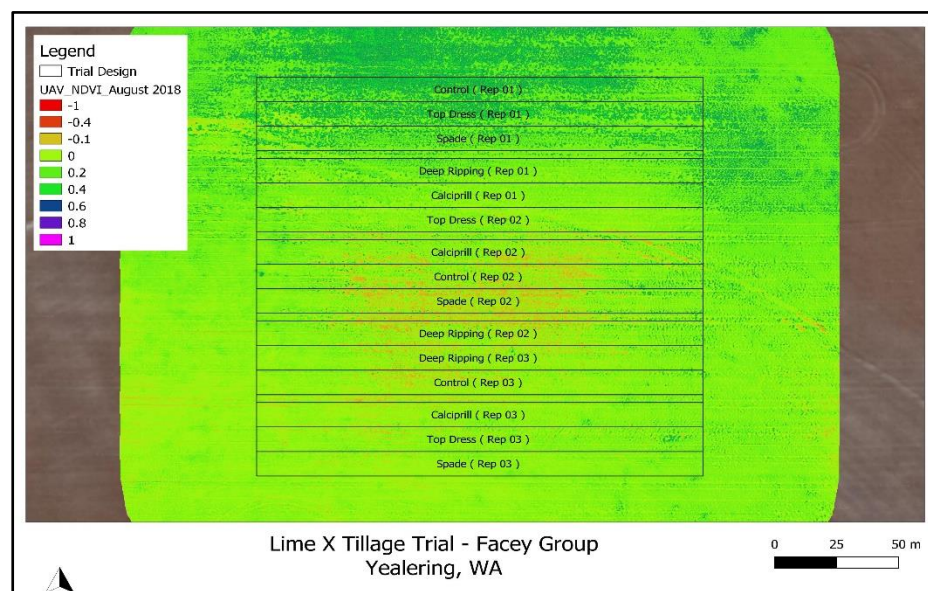 Legend
Trial Design
UAV_NDVI_August 2018
-1
-0.4
-0.1
0
0.2
0.4
0.6
0.8
1
Control ( Rep 01 )
Top Dress ( Rep 01 )
Spade ( Rep 01 )
Deep Ripping ( Rep 01 )
Calciprill ( Rep 01 )
Top Dress ( Rep 02 )
Calciprill ( Rep 02 )
Control ( Rep 02 )
Spade ( Rep 02 )
Deep Ripping ( Rep 02 )
Deep Ripping ( Rep 03 )
Control ( Rep 03 )
Calciprill ( Rep 03 )
Top Dress ( Rep 03 )
Spade ( Rep 03 )
Lime X Tillage Trial - Facey Group
Yealering, WA
0 25 50 m